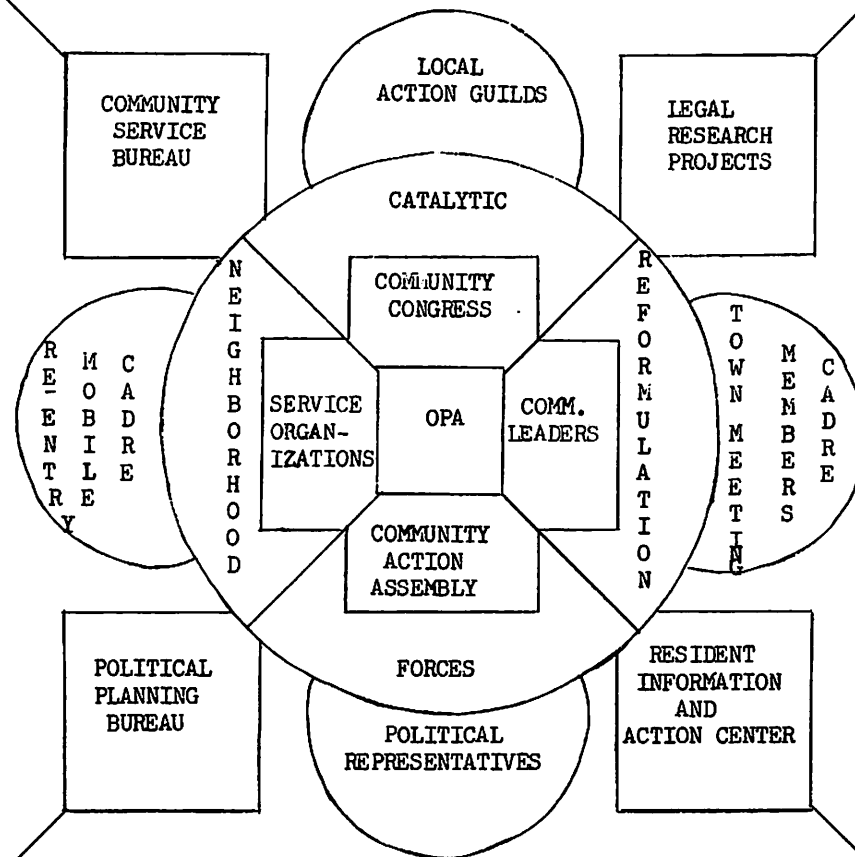 LOCAL
ACTION GUILDS
COMMUNITY
SERVICE
BUREAU
LEGAL
RESEARCH
PROJECTS
CATALYTIC
NEIGHBORHOOD
COMMUNITY
CONGRESS
REFORMULATION
RE-ENTRY
MOBILE
CADRE
SERVICE
ORGAN-
IZATIONS
OPA
COMM.
LEADERS
TOWN MEETING
MEMBERS
CADRE
COMMUNITY
ACTION
ASSEMBLY
FORCES
POLITICAL
PLANNING
BUREAU
POLITICAL
REPRESENTATIVES
RESIDENT
INFORMATION
AND
ACTION CENTER